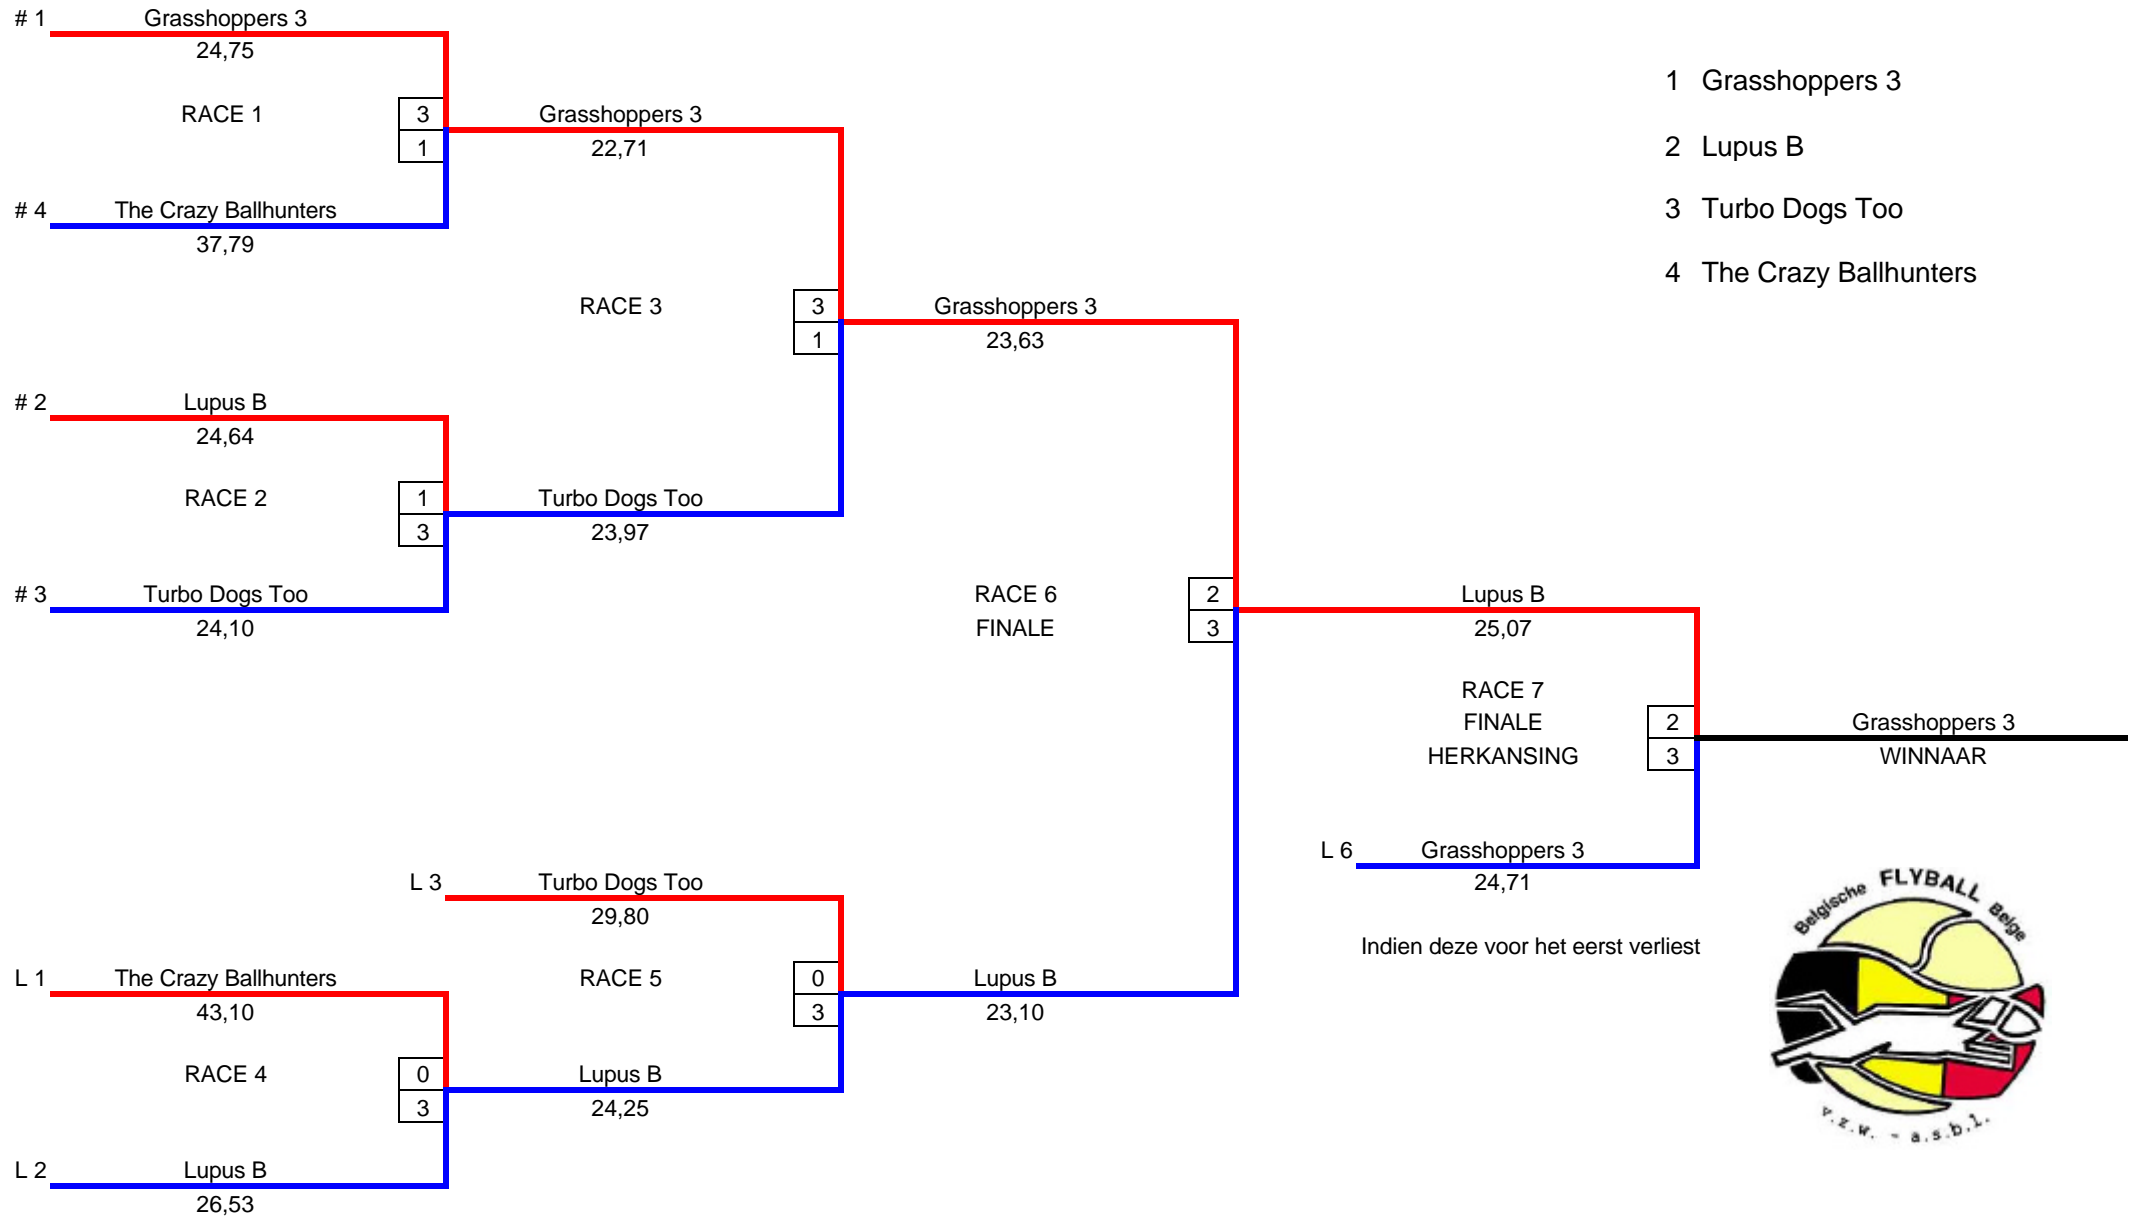 # 1 Grasshoppers 3
24,75
RACE 1 3
1
# 4 The Crazy Ballhunters
37,79
Grasshoppers 3
22,71
# 2 Lupus B
24,64
RACE 2 1
3
# 3 Turbo Dogs Too
24,10
Turbo Dogs Too
23,97
RACE 3 3
1
Grasshoppers 3
23,63
L 1 The Crazy Ballhunters
43,10
RACE 4 0
3
L 2 Lupus B
26,53
L 3 Turbo Dogs Too
29,80
RACE 5 0
3
Lupus B
24,25
Lupus B
23,10
RACE 6 2
FINALE 3
Lupus B
25,07
RACE 7
FINALE 2
HERKANSING 3
L 6 Grasshoppers 3
24,71
Indien deze voor het eerst verliest
Grasshoppers 3
WINNAAR
1 Grasshoppers 3
2 Lupus B
3 Turbo Dogs Too
4 The Crazy Ballhunters
Belgische FLYBALL Belge
v.z.w. - a.s.b.l.